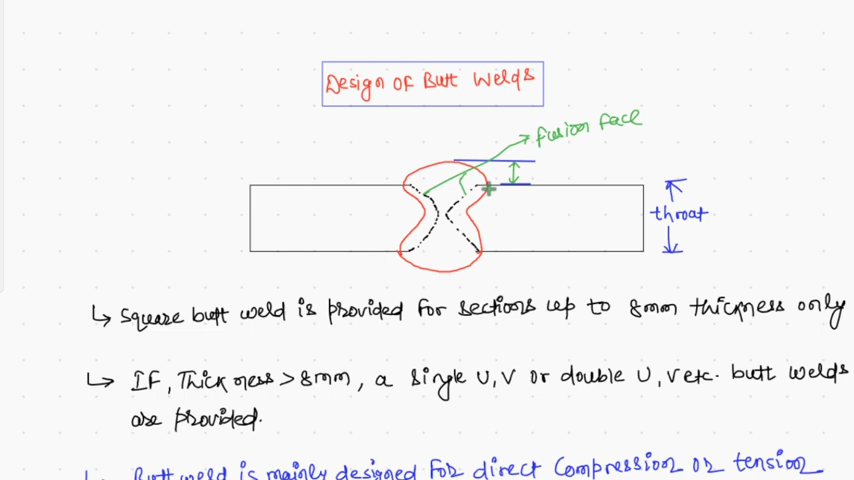 Design of Butt Welds
fusion face
throat
↳ Square butt weld is provided for sections up to 8mm thickness only
↳ If, Thickness > 8mm, a single U, V or double U, V etc. butt welds
are provided.
↳ Butt weld is mainly designed for direct compression or tension